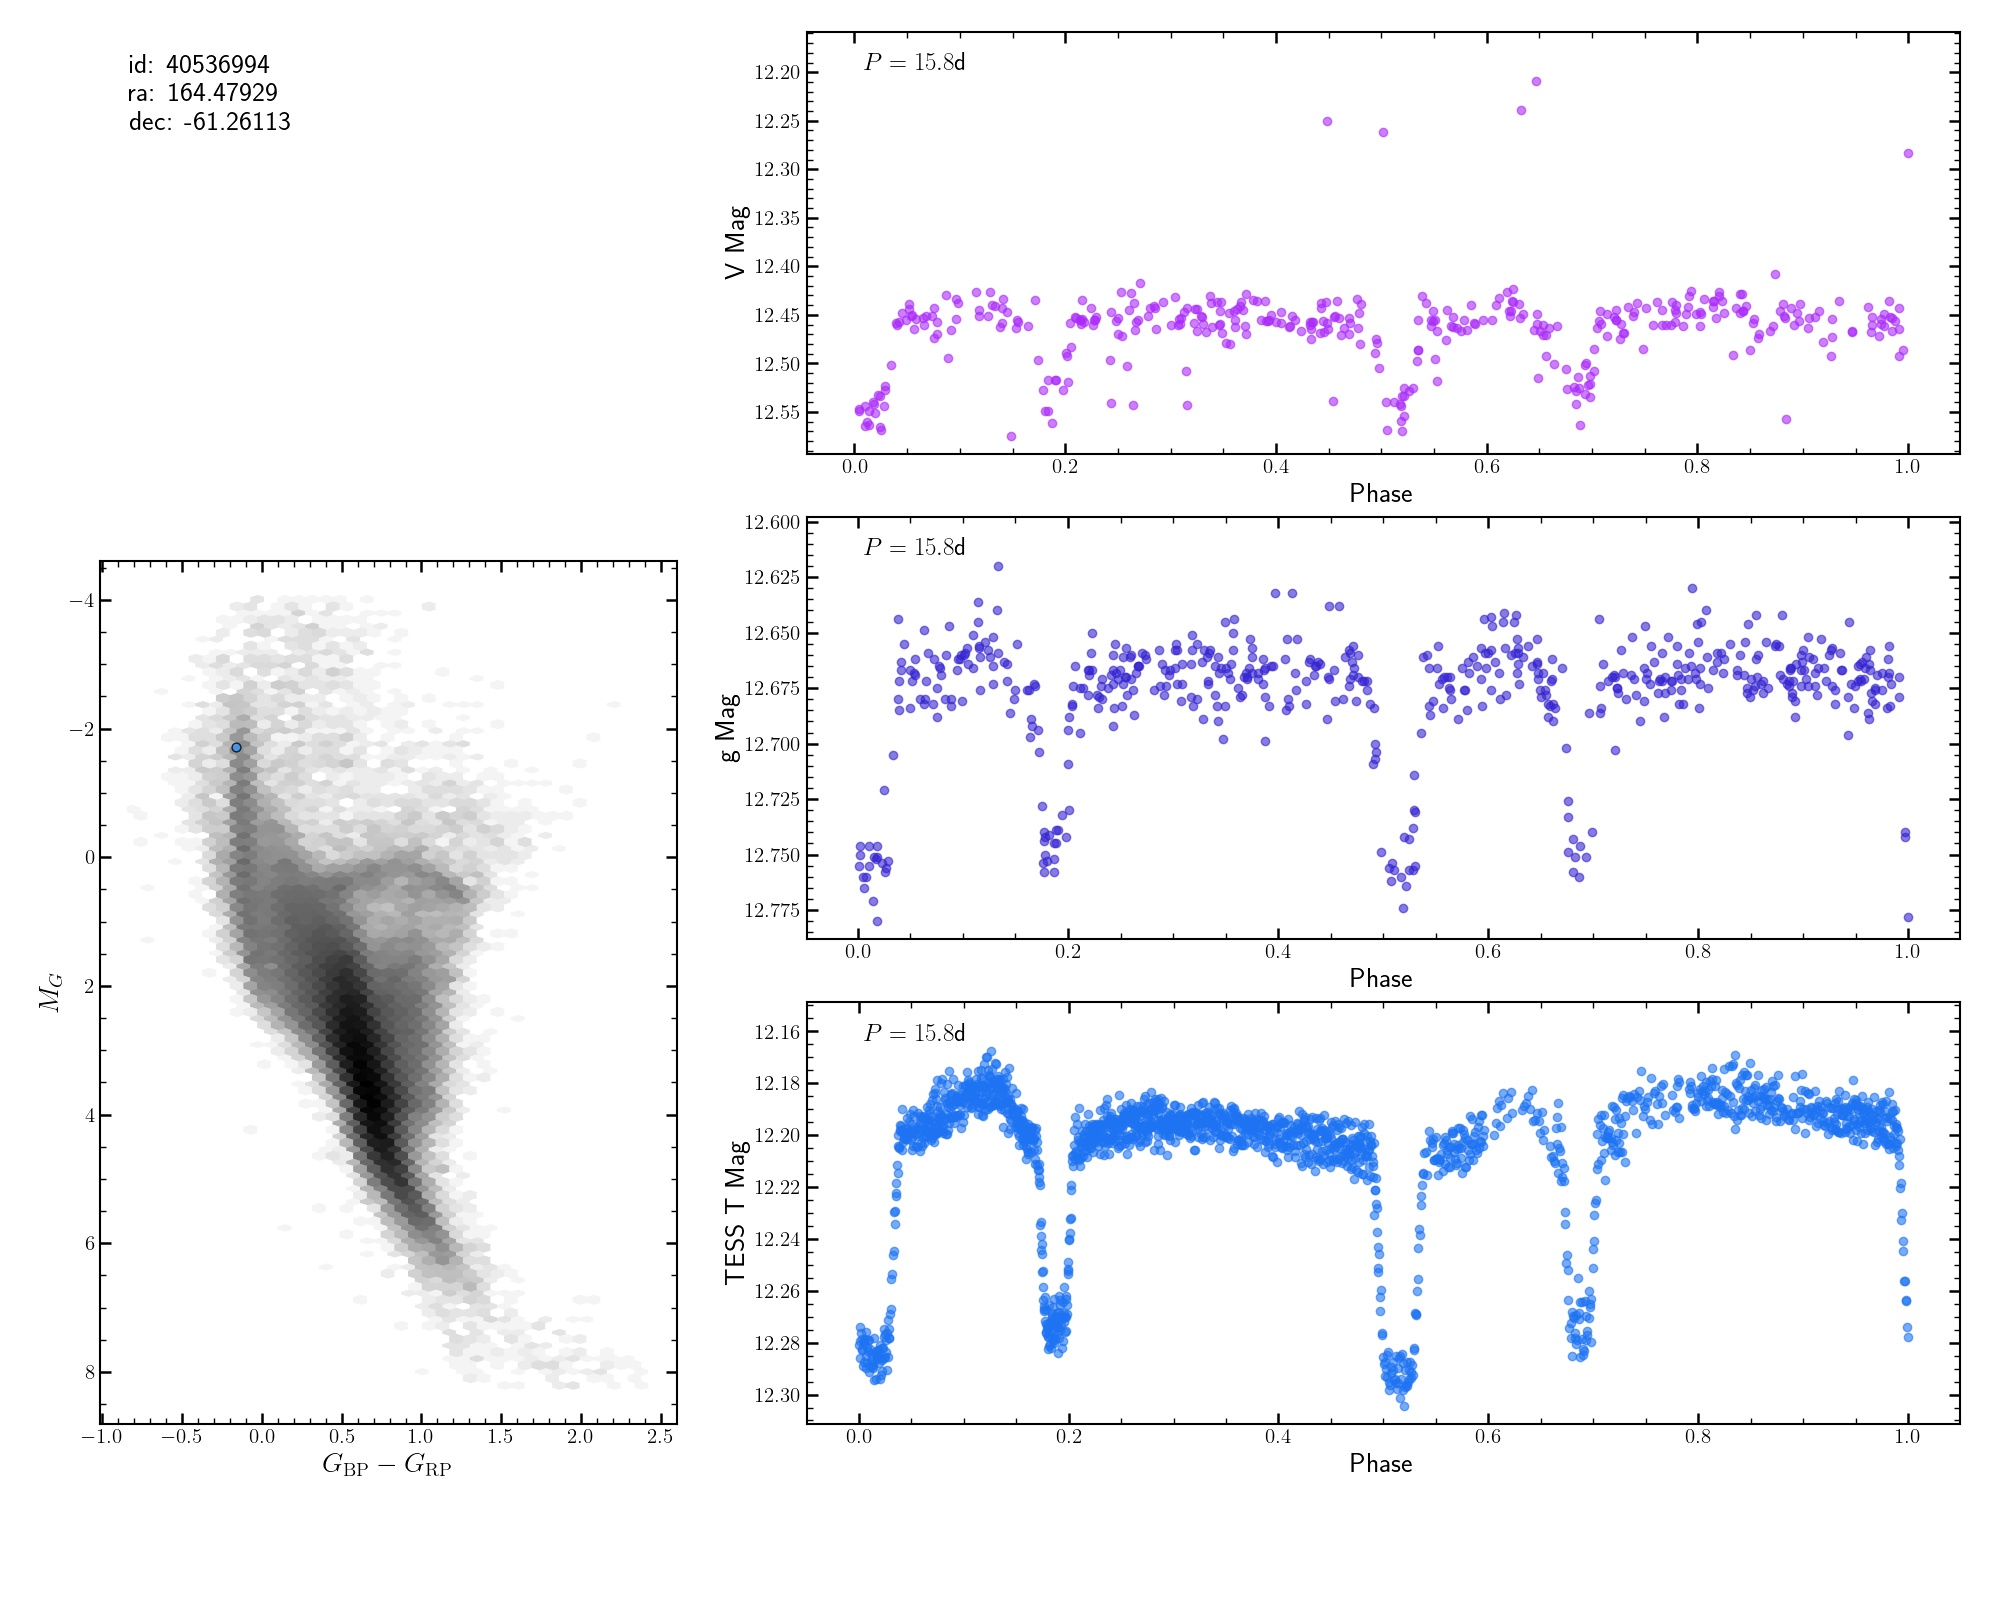 id: 40536994
ra: 164.47929
dec: -61.26113
P = 15.8d
12.20
12.25
12.30
12.35
12.40
12.45
12.50
12.55
V Mag
0.0 0.2 0.4 0.6 0.8 1.0
Phase
P = 15.8d
12.600
12.625
12.650
12.675
12.700
12.725
12.750
12.775
g Mag
0.0 0.2 0.4 0.6 0.8 1.0
Phase
−4
−2
0
2
4
6
8
M_G
−1.0 −0.5 0.0 0.5 1.0 1.5 2.0 2.5
G_BP − G_RP
P = 15.8d
12.16
12.18
12.20
12.22
12.24
12.26
12.28
12.30
TESS T Mag
0.0 0.2 0.4 0.6 0.8 1.0
Phase